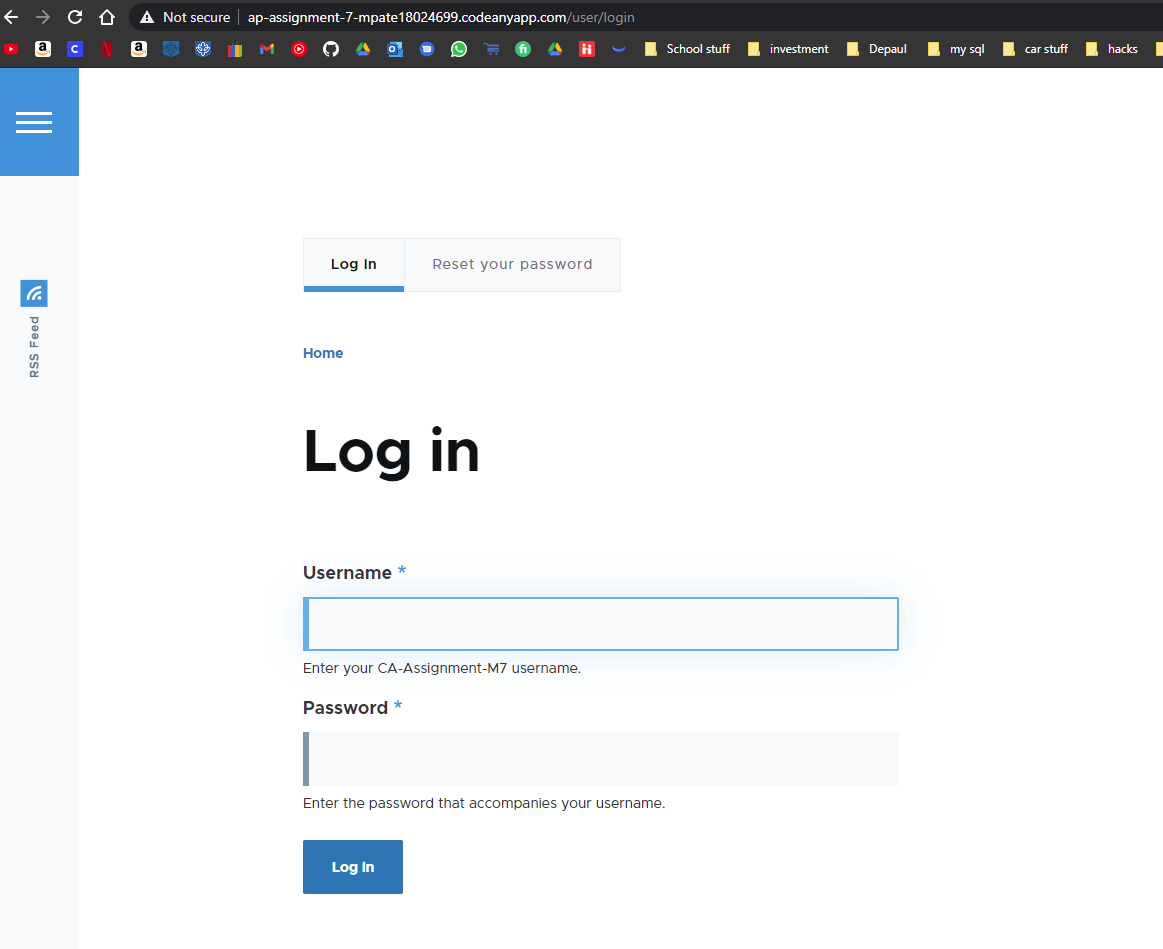 Not secure ap-assignment-7-mpate18024699.codeanyapp.com/user/login
School stuff investment Depaul my sql car stuff hacks
Log in Reset your password
RSS Feed
Home
Log in
Username *
Enter your CA-Assignment-M7 username.
Password *
Enter the password that accompanies your username.
Log in